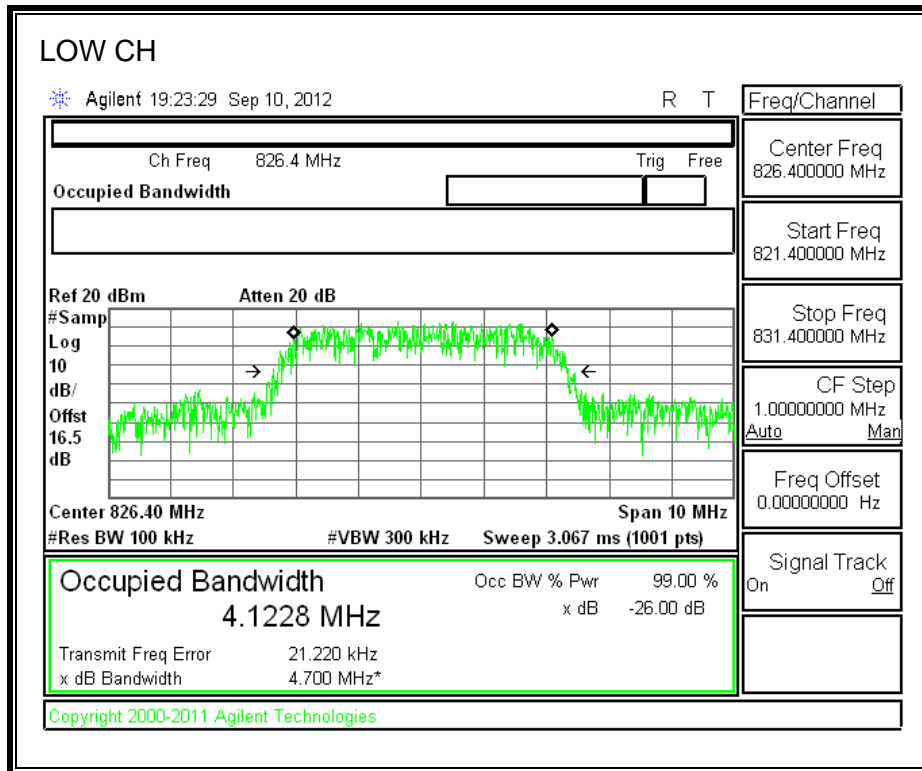 LOW CH
Agilent 19:23:29 Sep 10, 2012 R T
Freq/Channel
Ch Freq 826.4 MHz Trig Free
Occupied Bandwidth
Center Freq
826.400000 MHz
Start Freq
821.400000 MHz
Stop Freq
831.400000 MHz
CF Step
1.00000000 MHz
Auto Man
Freq Offset
0.00000000 Hz
Signal Track
On Off
Ref 20 dBm Atten 20 dB
#Samp
Log
10
dB/
Offst
16.5
dB
Center 826.40 MHz Span 10 MHz
#Res BW 100 kHz #VBW 300 kHz Sweep 3.067 ms (1001 pts)
Occupied Bandwidth Occ BW % Pwr 99.00 %
4.1228 MHz x dB -26.00 dB
Transmit Freq Error 21.220 kHz
x dB Bandwidth 4.700 MHz*
Copyright 2000-2011 Agilent Technologies